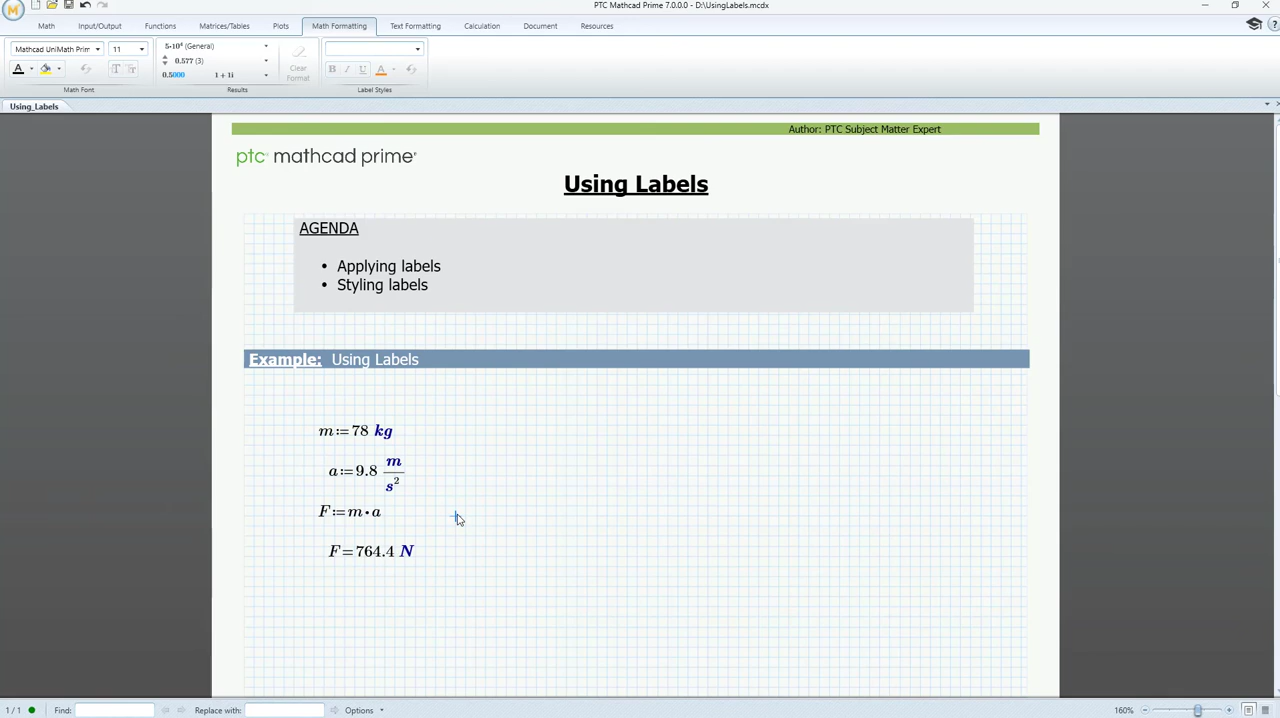 PTC Mathcad Prime 7.0.0.0 - D:\UsingLabels.mcdx
Math Input/Output Functions Matrices/Tables Plots Math Formatting Text Formatting Calculation Document Resources
Mathcad UniMath Prim 11
5•10⁴ (General)
0.577 (3)
0.5000 1 + 1i
Clear
Format
B I U A
Math Font Results Label Styles
Using_Labels
Author: PTC Subject Matter Expert
ptc mathcad prime
Using Labels
AGENDA
• Applying labels
• Styling labels
Example: Using Labels
m:=78 kg
a:=9.8 m/s²
F:=m•a
F=764.4 N
1 / 1 Find: Replace with: Options 160%